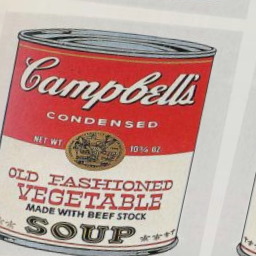 Campbell's
CONDENSED
NET WT. 10¾ OZ.
OLD FASHIONED
VEGETABLE
MADE WITH BEEF STOCK
SOUP